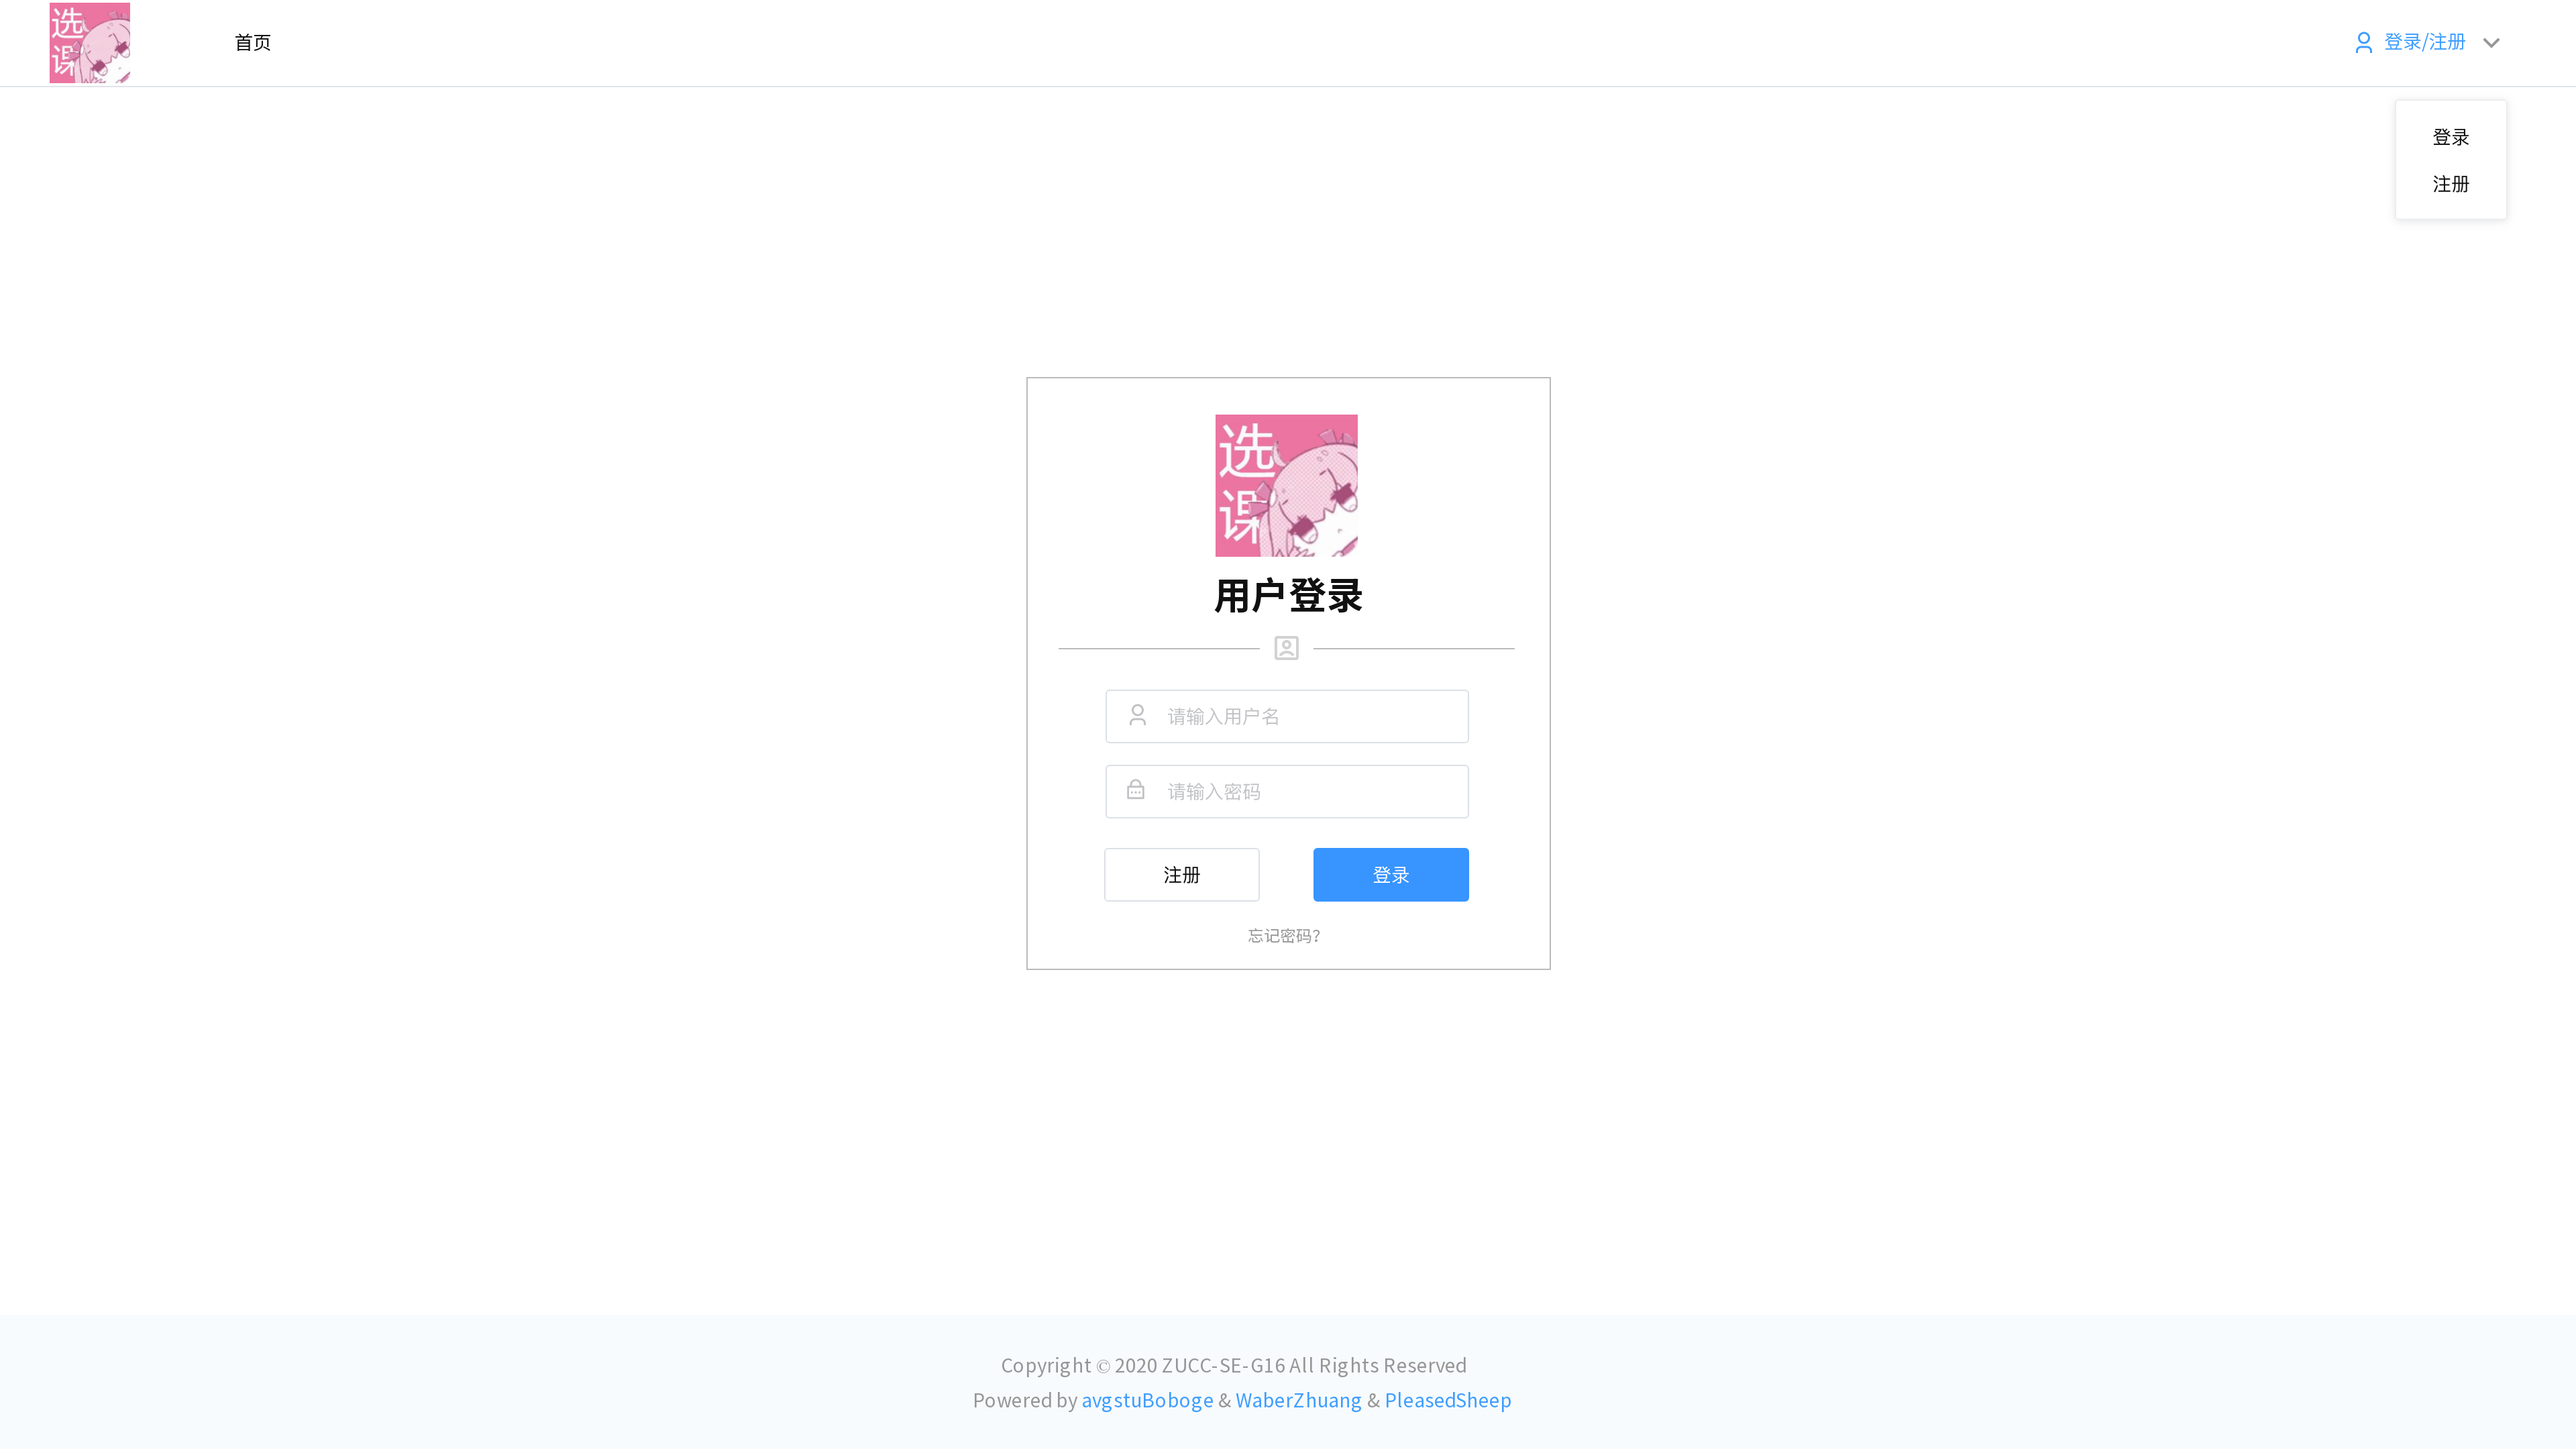 选
课
首页
登录/注册
登录
注册
选
课
用户登录
请输入用户名
请输入密码
注册
登录
忘记密码?
Copyright © 2020 ZUCC-SE-G16 All Rights Reserved
Powered by avgstuBoboge & WaberZhuang & PleasedSheep